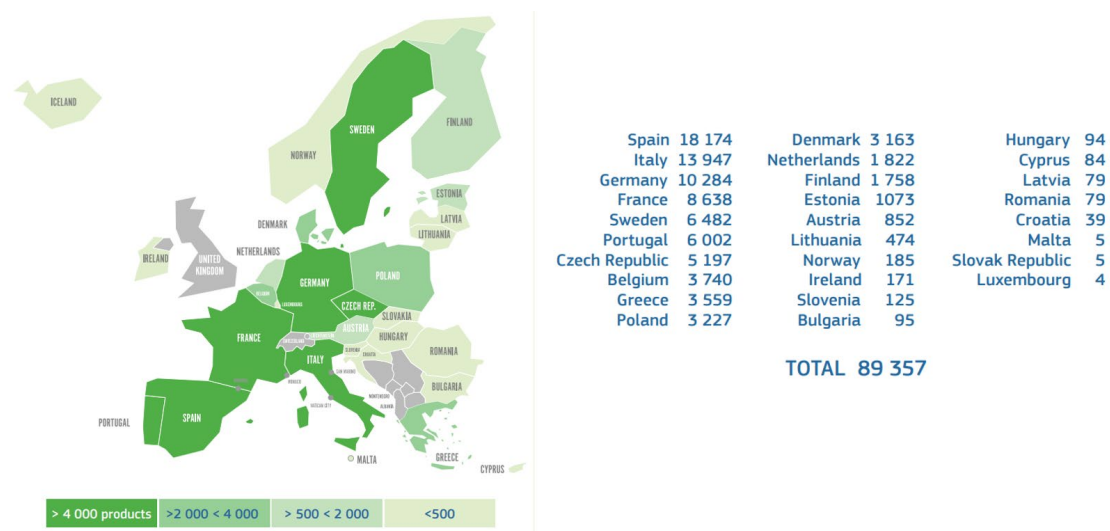 ICELAND
SWEDEN
FINLAND
NORWAY
ESTONIA
LATVIA
LITHUANIA
DENMARK
NETHERLANDS
IRELAND
UNITED
KINGDOM
BELGIUM
LUXEMBOURG
GERMANY
POLAND
CZECH REP.
SLOVAKIA
AUSTRIA
HUNGARY
FRANCE
SWITZERLAND
SLOVENIA
CROATIA
ROMANIA
ITALY
SAN MARINO
MONACO
BULGARIA
MONTENEGRO
ALBANIA
VATICAN CITY
PORTUGAL
SPAIN
GREECE
MALTA
CYPRUS
> 4 000 products
>2 000 < 4 000
> 500 < 2 000
<500
Spain 18 174
Italy 13 947
Germany 10 284
France 8 638
Sweden 6 482
Portugal 6 002
Czech Republic 5 197
Belgium 3 740
Greece 3 559
Poland 3 227
Denmark 3 163
Netherlands 1 822
Finland 1 758
Estonia 1073
Austria 852
Lithuania 474
Norway 185
Ireland 171
Slovenia 125
Bulgaria 95
Hungary 94
Cyprus 84
Latvia 79
Romania 79
Croatia 39
Malta 5
Slovak Republic 5
Luxembourg 4
TOTAL 89 357